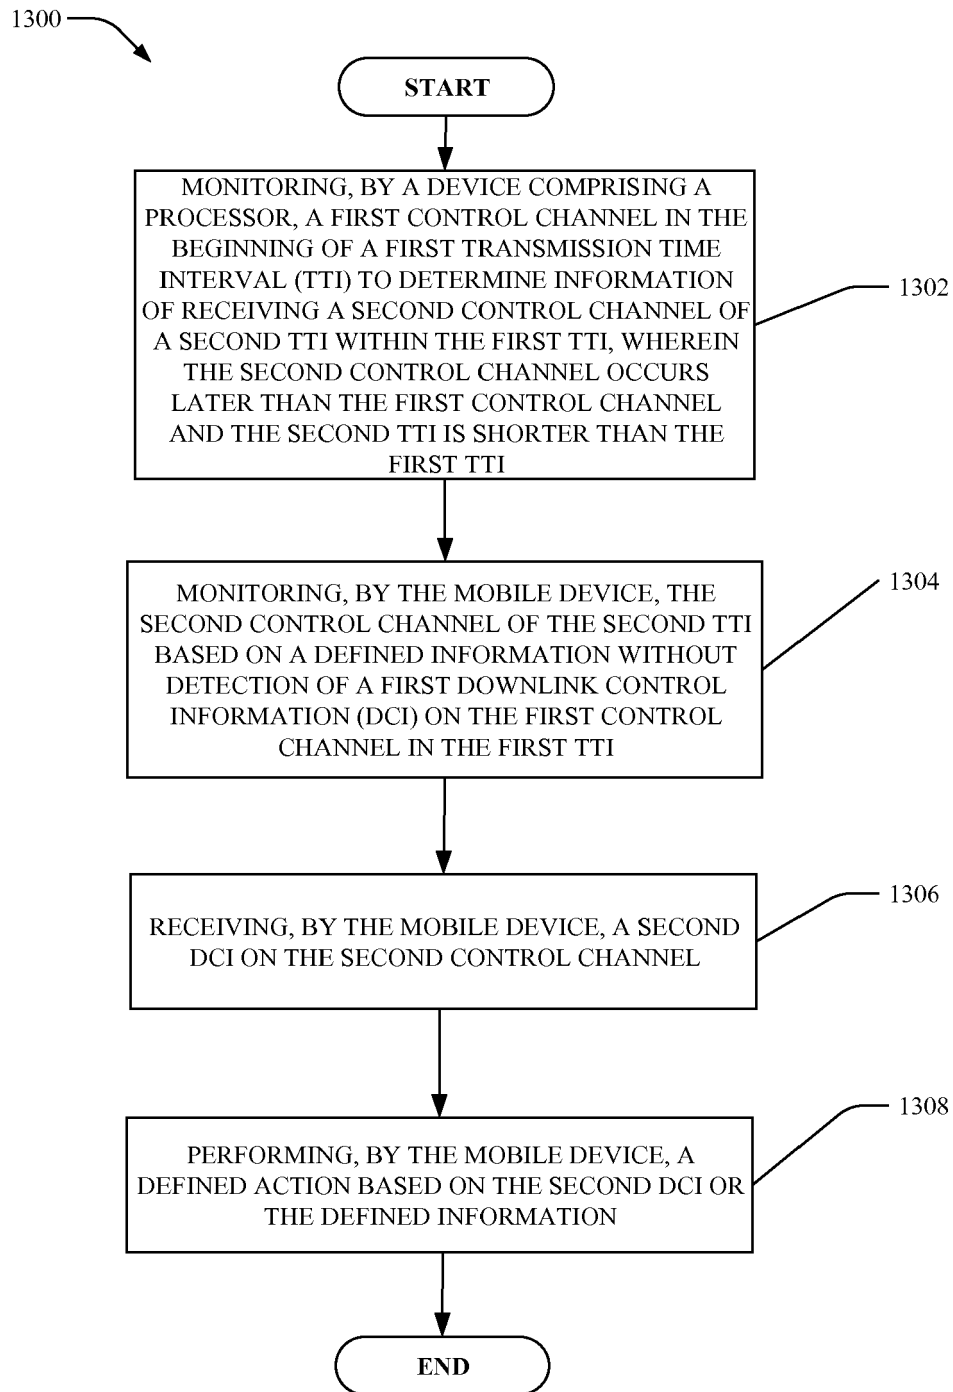 1300
START
MONITORING, BY A DEVICE COMPRISING A
PROCESSOR, A FIRST CONTROL CHANNEL IN THE
BEGINNING OF A FIRST TRANSMISSION TIME
INTERVAL (TTI) TO DETERMINE INFORMATION
OF RECEIVING A SECOND CONTROL CHANNEL OF
A SECOND TTI WITHIN THE FIRST TTI, WHEREIN
THE SECOND CONTROL CHANNEL OCCURS
LATER THAN THE FIRST CONTROL CHANNEL
AND THE SECOND TTI IS SHORTER THAN THE
FIRST TTI
1302
MONITORING, BY THE MOBILE DEVICE, THE
SECOND CONTROL CHANNEL OF THE SECOND TTI
BASED ON A DEFINED INFORMATION WITHOUT
DETECTION OF A FIRST DOWNLINK CONTROL
INFORMATION (DCI) ON THE FIRST CONTROL
CHANNEL IN THE FIRST TTI
1304
RECEIVING, BY THE MOBILE DEVICE, A SECOND
DCI ON THE SECOND CONTROL CHANNEL
1306
PERFORMING, BY THE MOBILE DEVICE, A
DEFINED ACTION BASED ON THE SECOND DCI OR
THE DEFINED INFORMATION
1308
END